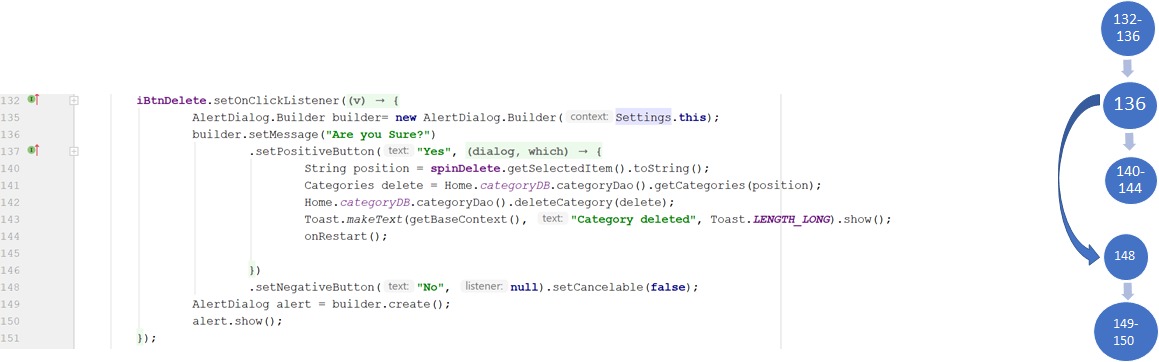 132 iBtnDelete.setOnClickListener((v) → {
135 AlertDialog.Builder builder= new AlertDialog.Builder( context: Settings.this);
136 builder.setMessage("Are you Sure?")
137 .setPositiveButton( text: "Yes", (dialog, which) → {
140 String position = spinDelete.getSelectedItem().toString();
141 Categories delete = Home.categoryDB.categoryDao().getCategories(position);
142 Home.categoryDB.categoryDao().deleteCategory(delete);
143 Toast.makeText(getBaseContext(), text: "Category deleted", Toast.LENGTH_LONG).show();
144 onRestart();
145
146 })
148 .setNegativeButton( text: "No", listener: null).setCancelable(false);
149 AlertDialog alert = builder.create();
150 alert.show();
151 });
132-
136
136
140-
144
148
149-
150